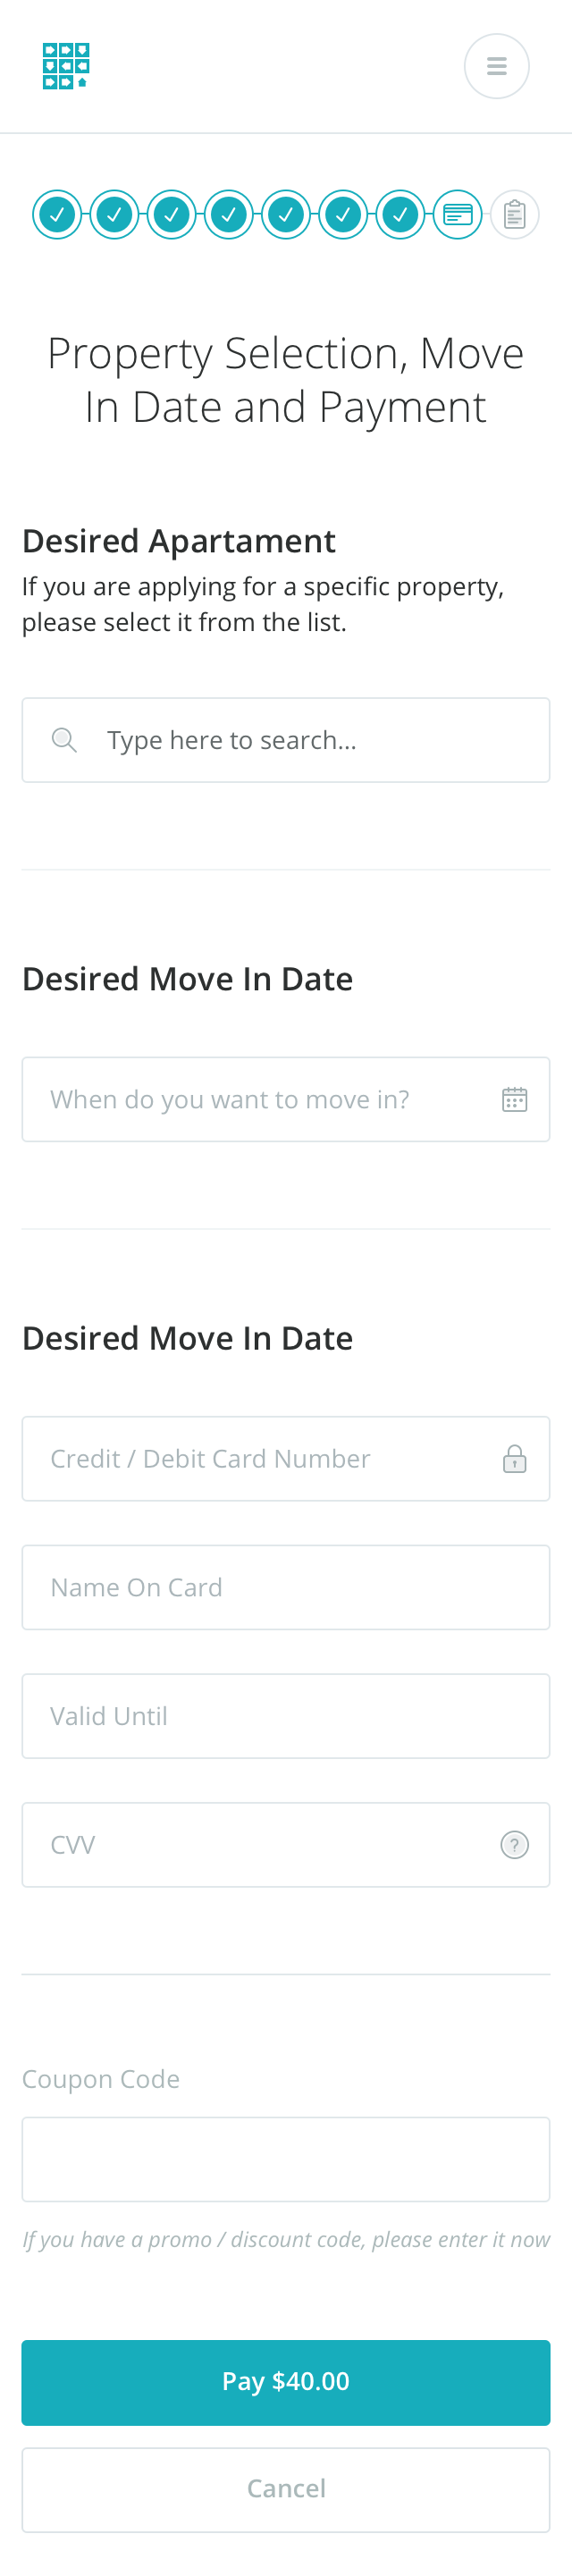 Property Selection, Move
In Date and Payment
Desired Apartament
If you are applying for a specific property,
please select it from the list.
Type here to search...
Desired Move In Date
When do you want to move in?
Desired Move In Date
Credit / Debit Card Number
Name On Card
Valid Until
CVV
?
Coupon Code
If you have a promo / discount code, please enter it now
Pay $40.00
Cancel